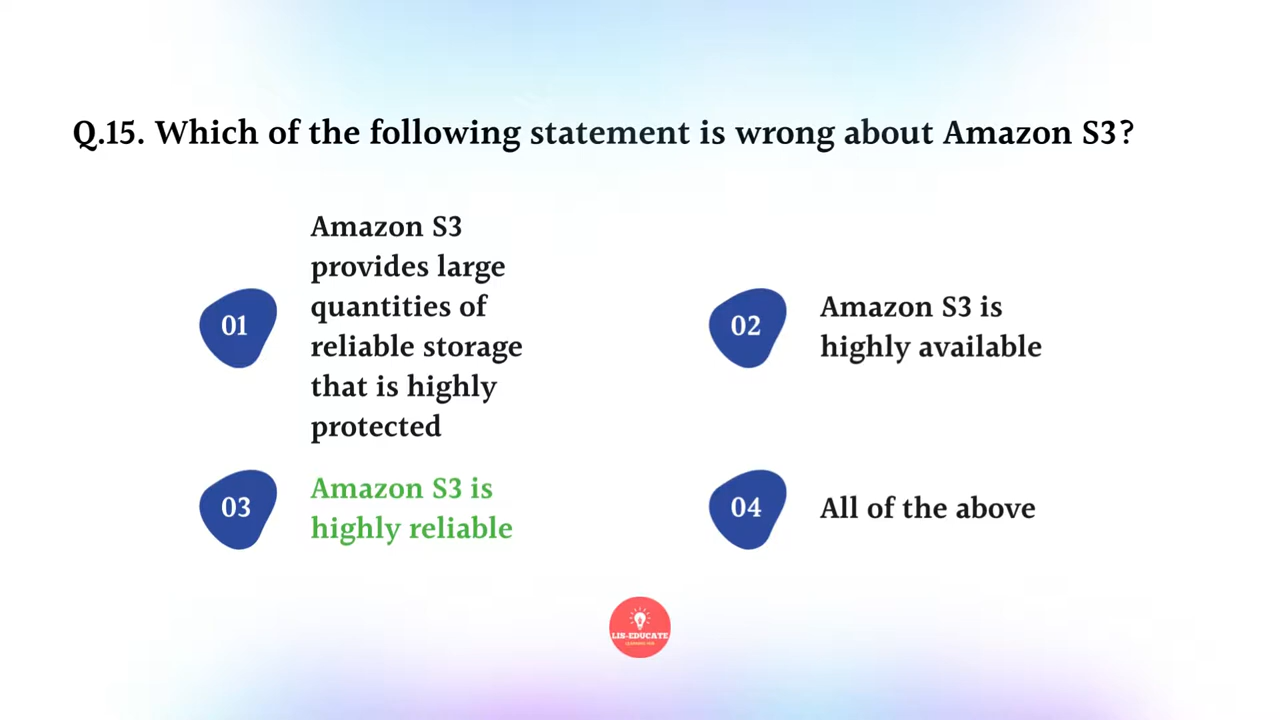 Q.15. Which of the following statement is wrong about Amazon S3?
01
Amazon S3
provides large
quantities of
reliable storage
that is highly
protected
02
Amazon S3 is
highly available
03
Amazon S3 is
highly reliable
04
All of the above
LIS-EDUCATE